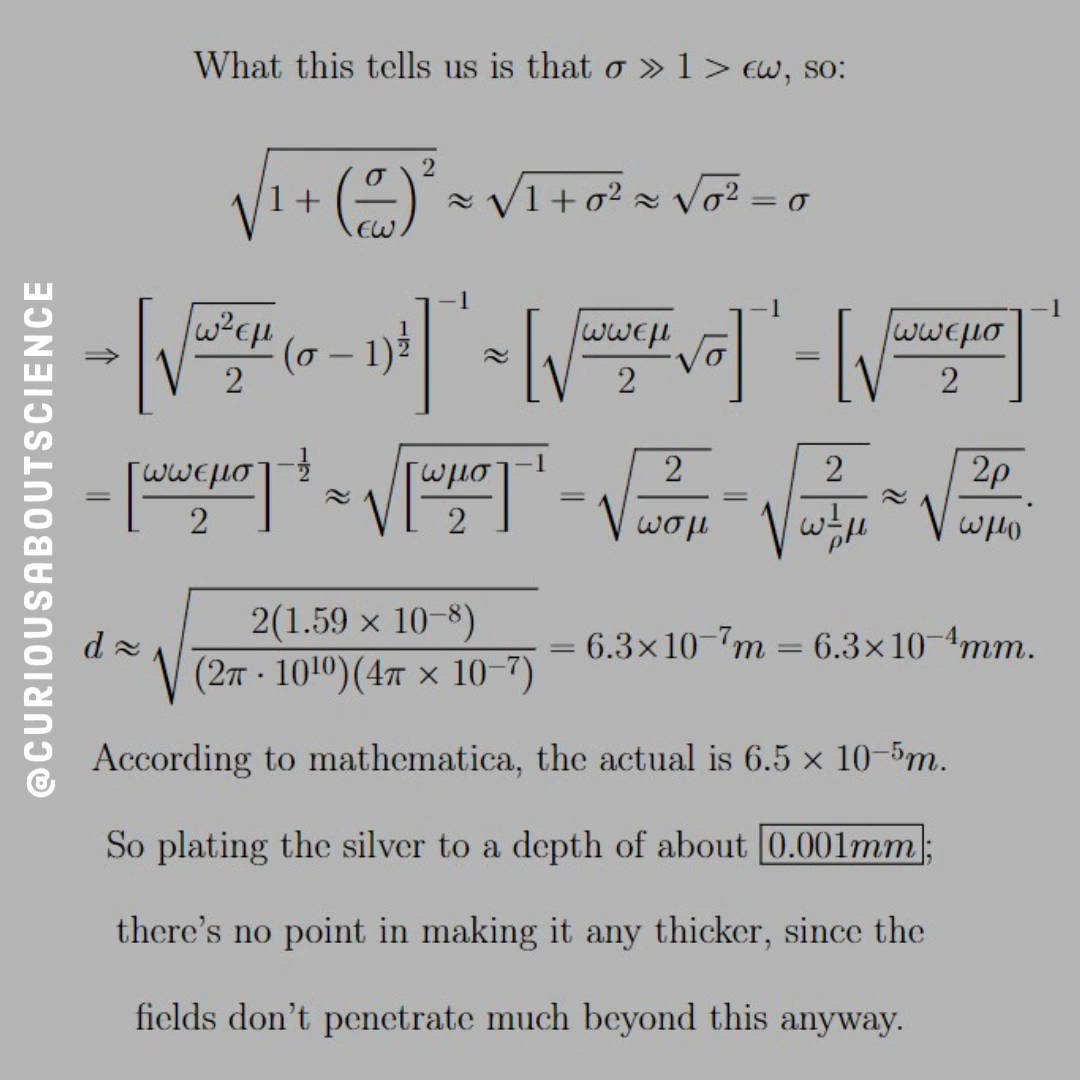 @CURIOUSABOUTSCIENCE
What this tells us is that σ ≫ 1 > ϵω, so:
√(1 + (σ/ϵω)²) ≈ √(1 + σ²) ≈ √(σ²) = σ
⇒ [√(ω²ϵμ/2) (σ − 1)^(1/2)]^(−1) ≈ [√(ωωϵμ/2) √σ]^(−1) = [√(ωωϵμσ/2)]^(−1)
= [ωωϵμσ/2]^(−1/2) ≈ √([ωμσ/2]^(−1)) = √(2/ωσμ) = √(2/(ω(1/ρ)μ)) ≈ √(2ρ/ωμ₀).
d ≈ √(2(1.59 × 10⁻⁸)/((2π · 10¹⁰)(4π × 10⁻⁷))) = 6.3×10⁻⁷m = 6.3×10⁻⁴mm.
According to mathematica, the actual is 6.5 × 10⁻⁵m.
So plating the silver to a depth of about 0.001mm;
there's no point in making it any thicker, since the
fields don't penetrate much beyond this anyway.